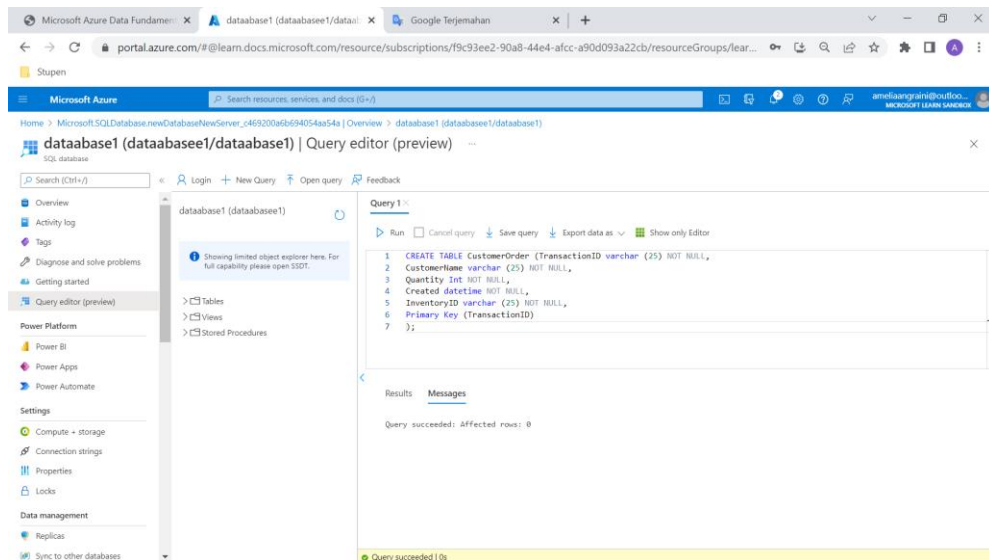 Microsoft Azure Data Fundamen
dataabase1 (dataabasee1/dataab
Google Terjemahan
portal.azure.com/#@learn.docs.microsoft.com/resource/subscriptions/f9c93ee2-90a8-44e4-afcc-a90d093a22cb/resourceGroups/lear...
Stupen
Microsoft Azure
Search resources, services, and docs (G+/)
ameliaangraini@outloo...
MICROSOFT LEARN SANDBOX
Home > Microsoft.SQLDatabase.newDatabaseNewServer_c469200a6b694054aa54a | Overview > dataabase1 (dataabasee1/dataabase1)
dataabase1 (dataabasee1/dataabase1) | Query editor (preview) ...
SQL database
Search (Ctrl+/)
Overview
Activity log
Tags
Diagnose and solve problems
Getting started
Query editor (preview)
Power Platform
Power BI
Power Apps
Power Automate
Settings
Compute + storage
Connection strings
Properties
Locks
Data management
Replicas
Sync to other databases
Login
New Query
Open query
Feedback
dataabase1 (dataabasee1)
Showing limited object explorer here. For
full capability please open SSDT.
Tables
Views
Stored Procedures
Query 1
Run
Cancel query
Save query
Export data as
Show only Editor
1 CREATE TABLE CustomerOrder (TransactionID varchar (25) NOT NULL,
2 CustomerName varchar (25) NOT NULL,
3 Quantity Int NOT NULL,
4 Created datetime NOT NULL,
5 InventoryID varchar (25) NOT NULL,
6 Primary Key (TransactionID)
7 );
Results
Messages
Query succeeded: Affected rows: 0
Query succeeded | 0s